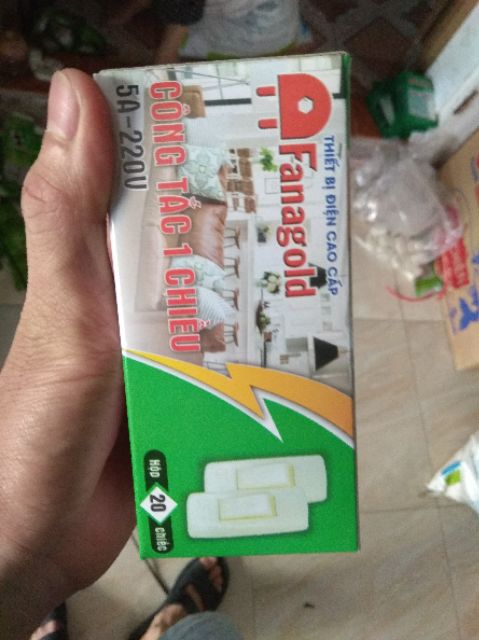 Fanagold
THIẾT BỊ ĐIỆN CAO CẤP
CÔNG TẮC 1 CHIỀU
5A-220V
Hộp 20 chiếc